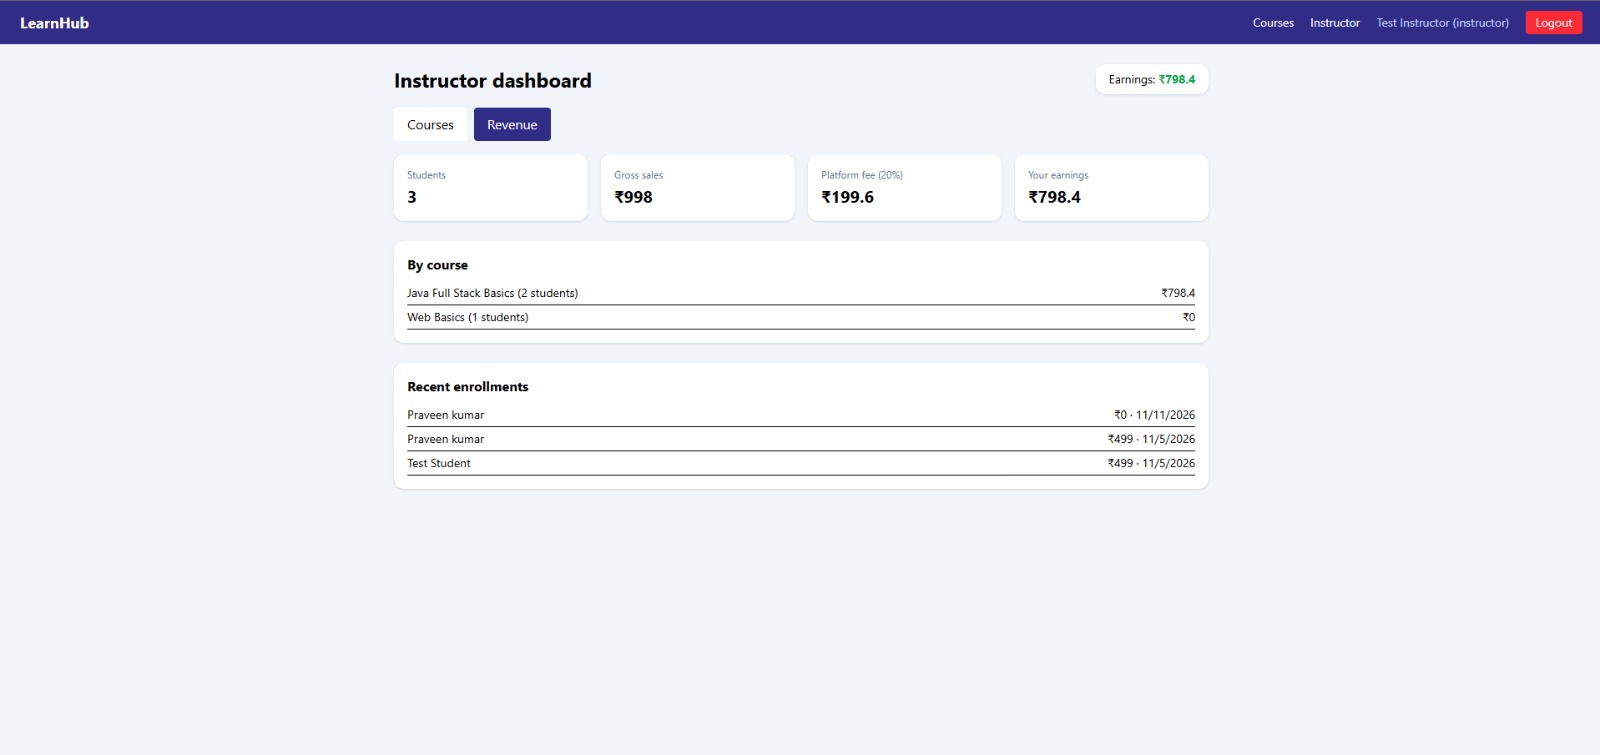 LearnHub
Courses Instructor Test Instructor (instructor) Logout
Instructor dashboard
Earnings: ₹798.4
Courses Revenue
Students
3
Gross sales
₹998
Platform fee (20%)
₹199.6
Your earnings
₹798.4
By course
Java Full Stack Basics (2 students) ₹798.4
Web Basics (1 students) ₹0
Recent enrollments
Praveen kumar ₹0 · 11/11/2026
Praveen kumar ₹499 · 11/5/2026
Test Student ₹499 · 11/5/2026